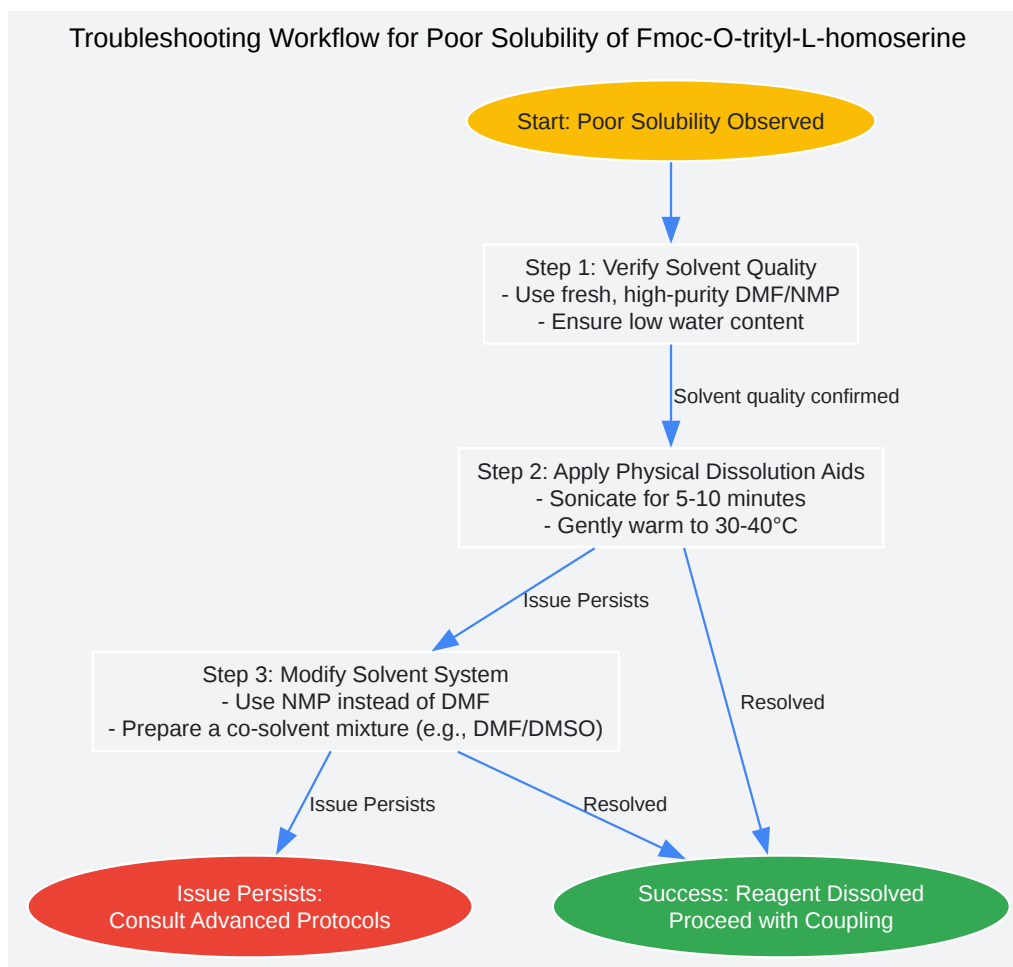 Troubleshooting Workflow for Poor Solubility of Fmoc-O-trityl-L-homoserine
Start: Poor Solubility Observed
Step 1: Verify Solvent Quality
- Use fresh, high-purity DMF/NMP
- Ensure low water content
Solvent quality confirmed
Step 2: Apply Physical Dissolution Aids
- Sonicate for 5-10 minutes
- Gently warm to 30-40°C
Issue Persists
Step 3: Modify Solvent System
- Use NMP instead of DMF
- Prepare a co-solvent mixture (e.g., DMF/DMSO)
Resolved
Issue Persists
Resolved
Issue Persists:
Consult Advanced Protocols
Success: Reagent Dissolved
Proceed with Coupling